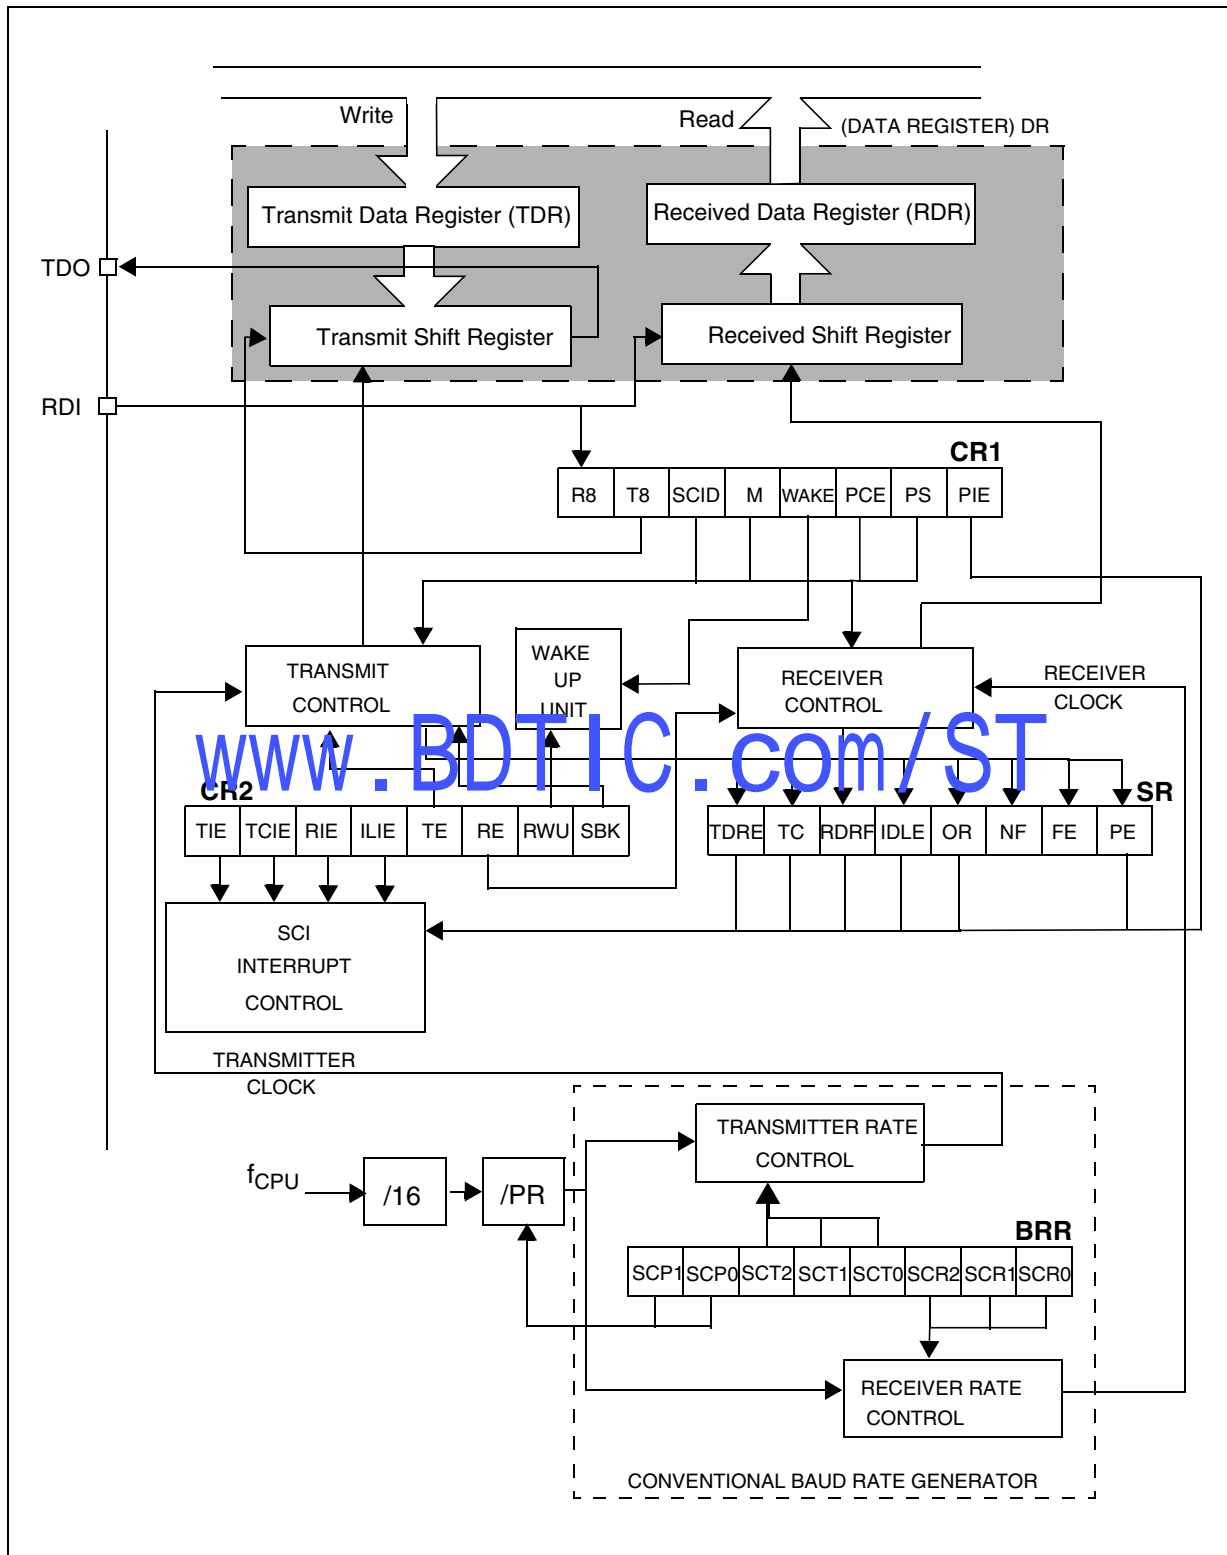 Write
Read
(DATA REGISTER) DR
Transmit Data Register (TDR)
Received Data Register (RDR)
TDO
Transmit Shift Register
Received Shift Register
RDI
CR1
R8 T8 SCID M WAKE PCE PS PIE
TRANSMIT
CONTROL
WAKE
UP
UNIT
RECEIVER
CONTROL
RECEIVER
CLOCK
www.BDTIC.com/ST
CR2
SR
TIE TCIE RIE ILIE TE RE RWU SBK
TDRE TC RDRF IDLE OR NF FE PE
SCI
INTERRUPT
CONTROL
TRANSMITTER
CLOCK
TRANSMITTER RATE
CONTROL
fCPU
/16
/PR
BRR
SCP1 SCP0 SCT2 SCT1 SCT0 SCR2 SCR1 SCR0
RECEIVER RATE
CONTROL
CONVENTIONAL BAUD RATE GENERATOR